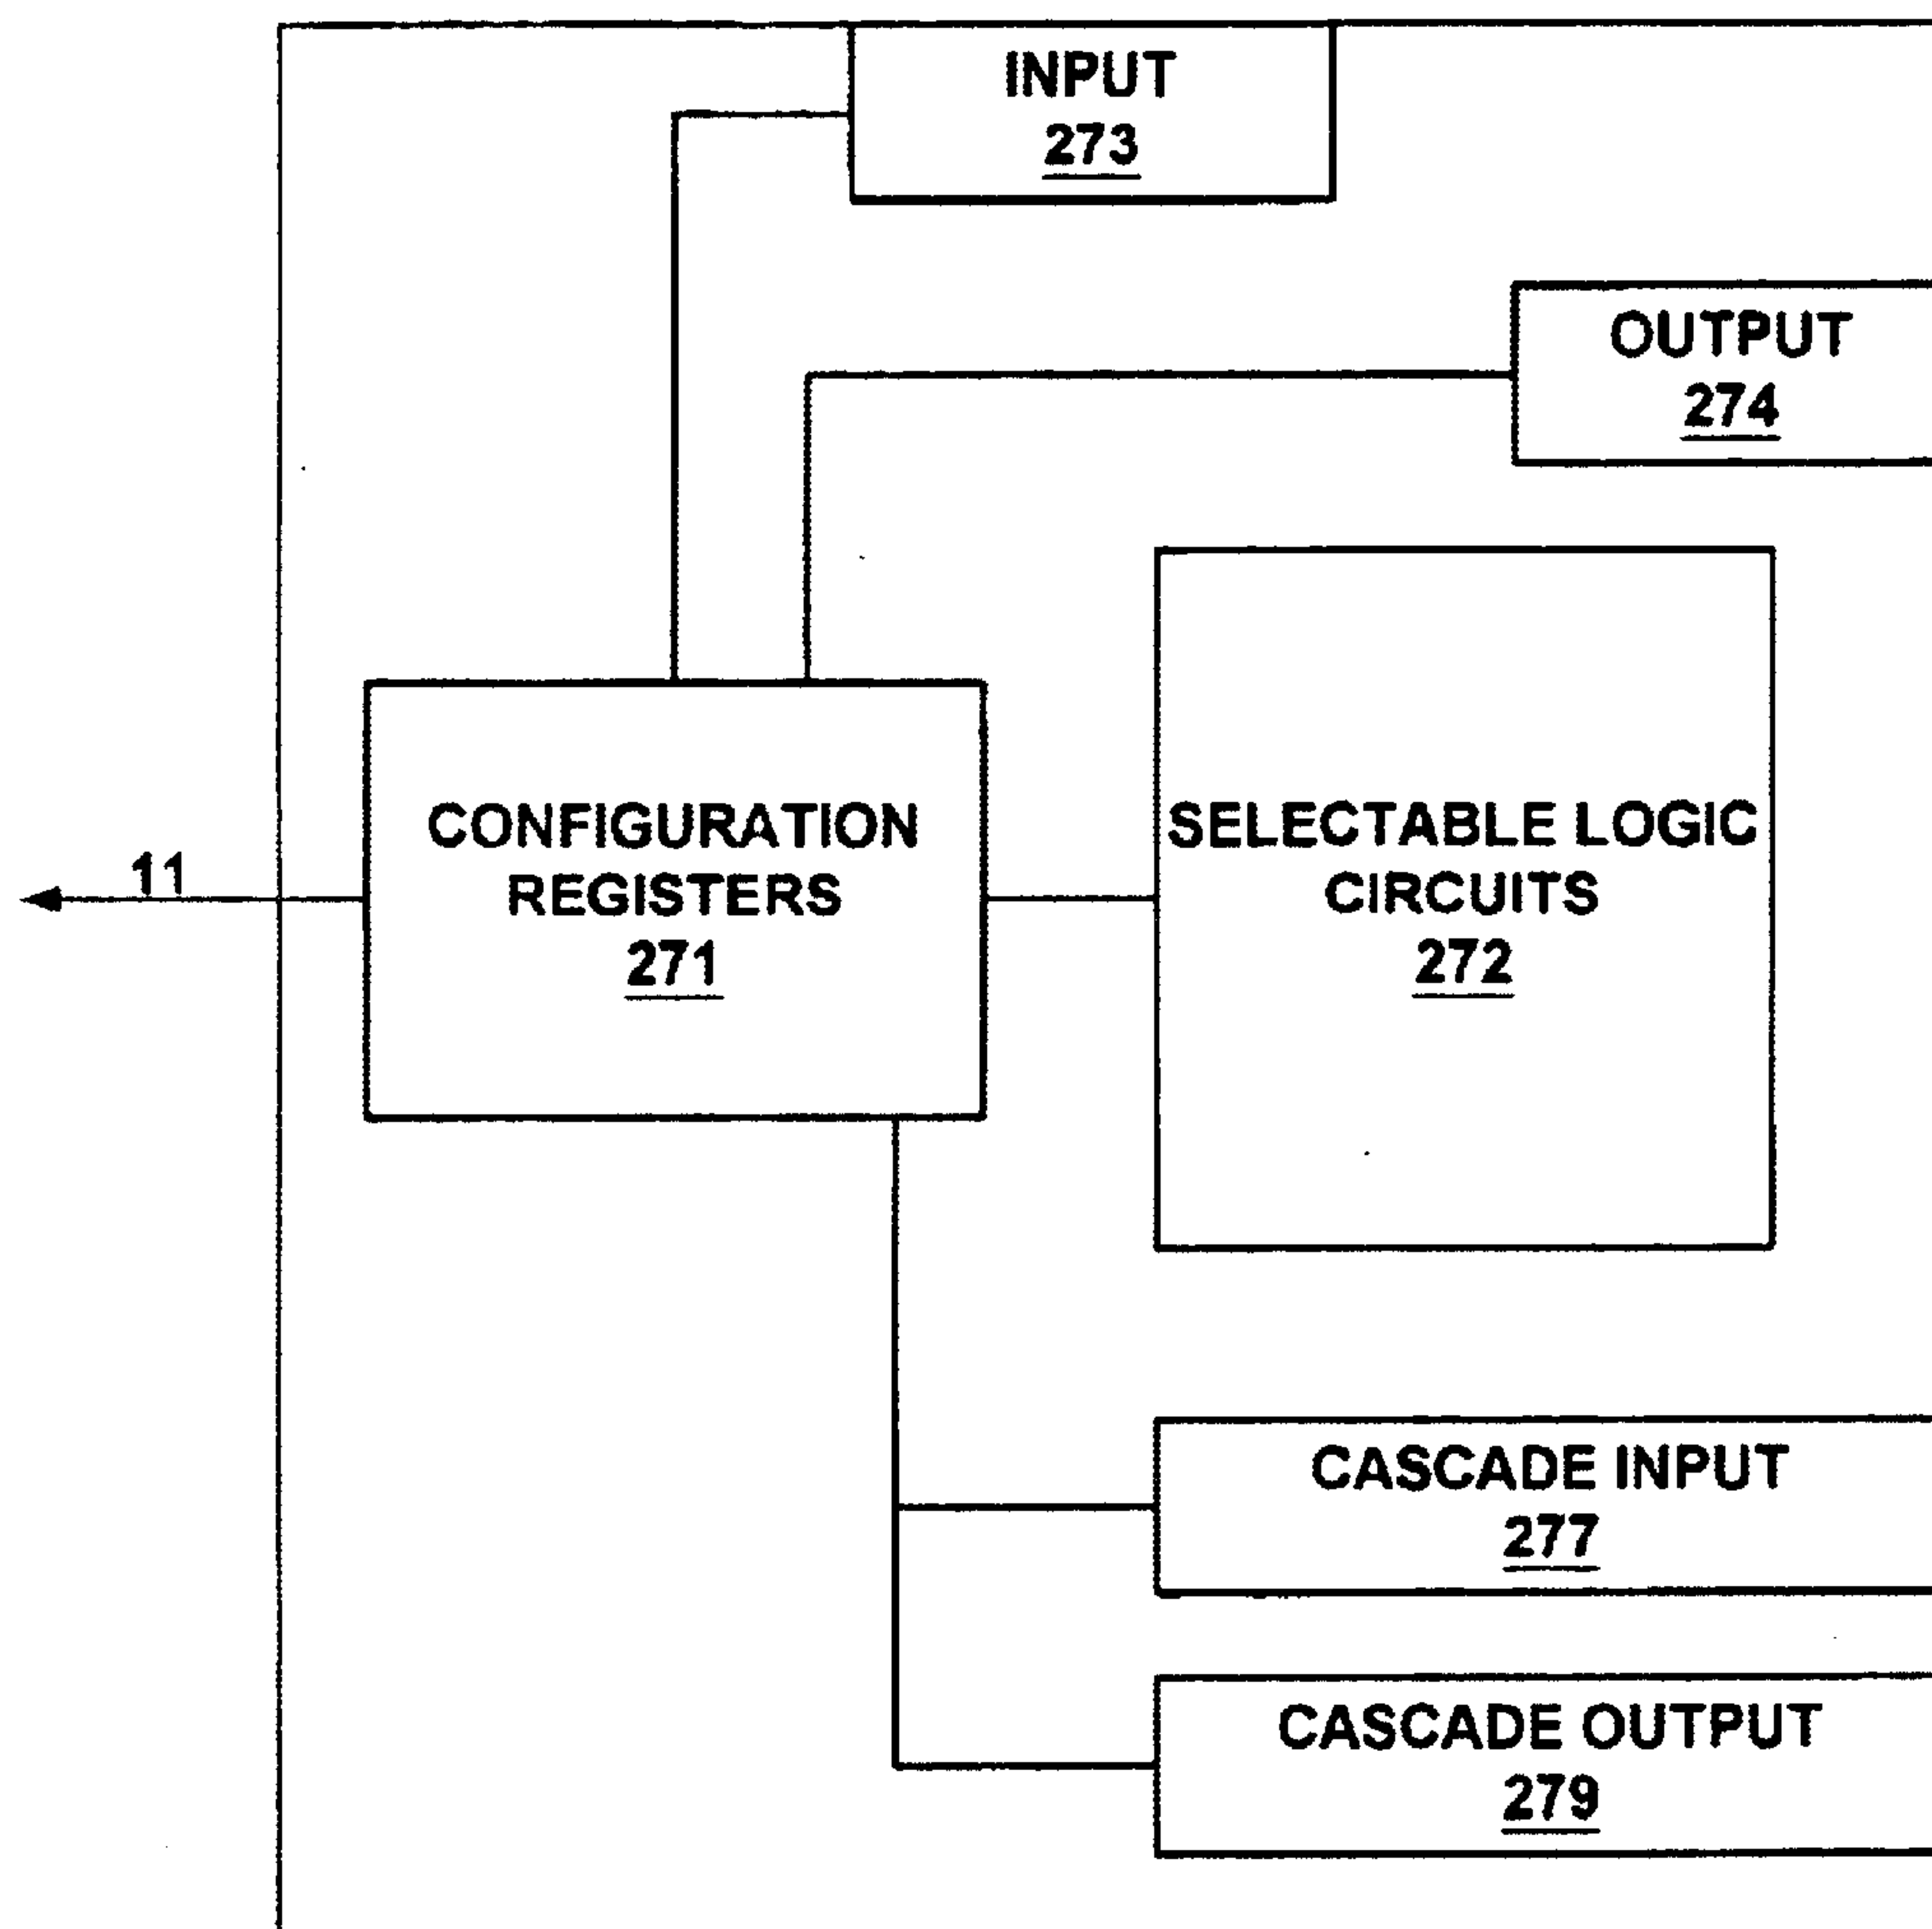 INPUT
273
OUTPUT
274
CONFIGURATION
REGISTERS
271
11
SELECTABLE LOGIC
CIRCUITS
272
CASCADE INPUT
277
CASCADE OUTPUT
279